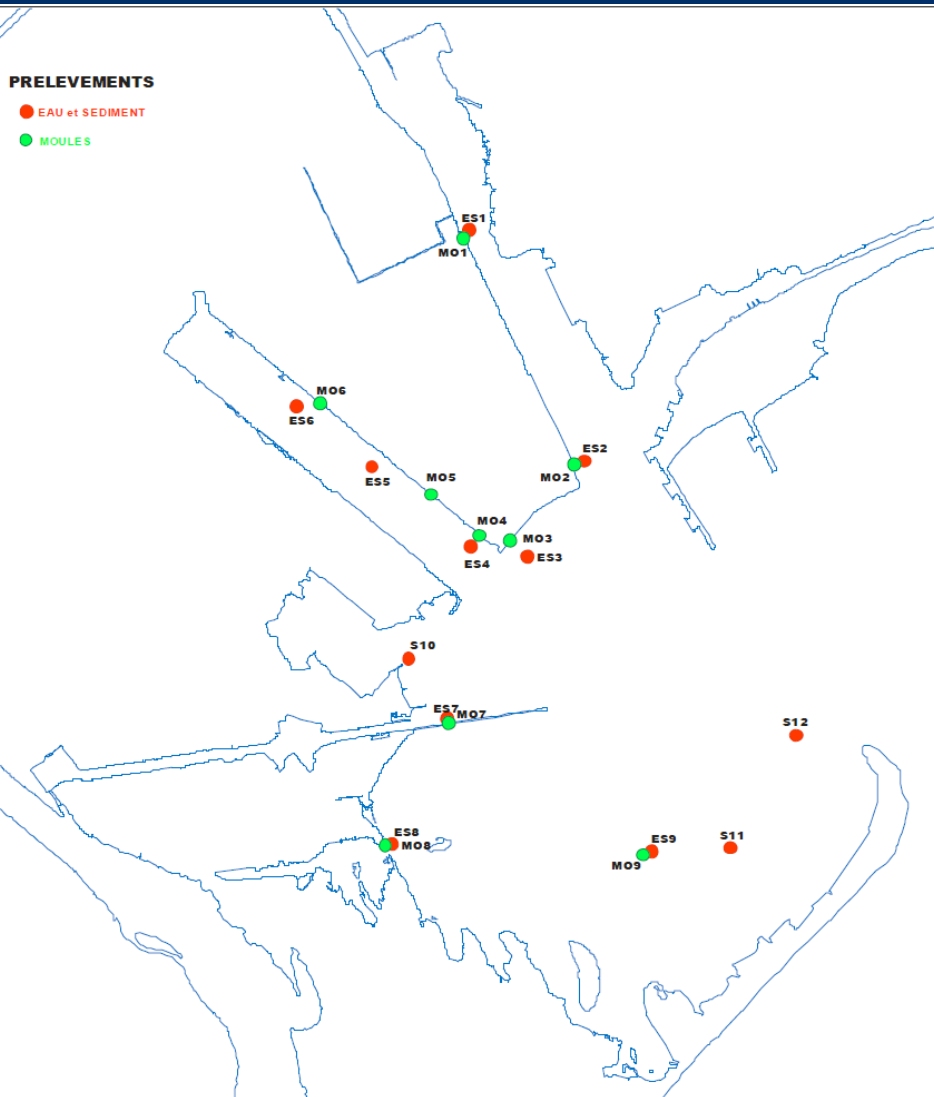 PRELEVEMENTS
EAU et SEDIMENT
MOULES
ES1
MO1
MO6
ES6
ES2
MO2
ES5
MO5
MO4
MO3
ES4
ES3
S10
ES7
MO7
S12
ES8
MO8
S11
ES9
MO9